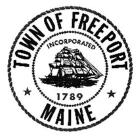 TOWN OF FREEPORT
INCORPORATED
1789
MAINE